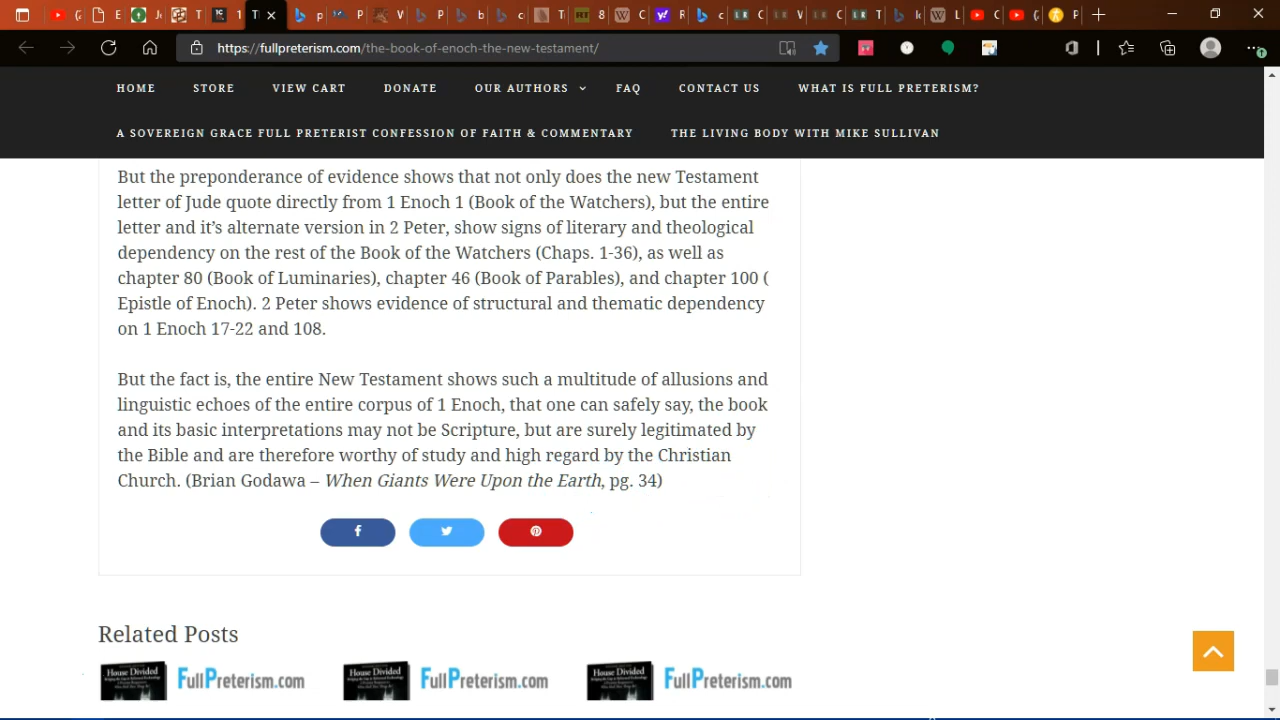 https://fullpreterism.com/the-book-of-enoch-the-new-testament/
HOME STORE VIEW CART DONATE OUR AUTHORS FAQ CONTACT US WHAT IS FULL PRETERISM?
A SOVEREIGN GRACE FULL PRETERIST CONFESSION OF FAITH & COMMENTARY THE LIVING BODY WITH MIKE SULLIVAN
But the preponderance of evidence shows that not only does the new Testament
letter of Jude quote directly from 1 Enoch 1 (Book of the Watchers), but the entire
letter and it's alternate version in 2 Peter, show signs of literary and theological
dependency on the rest of the Book of the Watchers (Chaps. 1-36), as well as
chapter 80 (Book of Luminaries), chapter 46 (Book of Parables), and chapter 100 (
Epistle of Enoch). 2 Peter shows evidence of structural and thematic dependency
on 1 Enoch 17-22 and 108.
But the fact is, the entire New Testament shows such a multitude of allusions and
linguistic echoes of the entire corpus of 1 Enoch, that one can safely say, the book
and its basic interpretations may not be Scripture, but are surely legitimated by
the Bible and are therefore worthy of study and high regard by the Christian
Church. (Brian Godawa – When Giants Were Upon the Earth, pg. 34)
Related Posts
House Divided FullPreterism.com House Divided FullPreterism.com House Divided FullPreterism.com